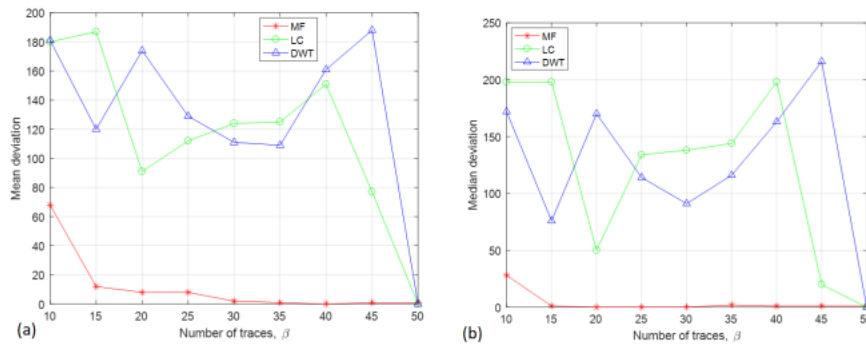 200
180
160
140
120
100
80
60
40
20
0
Mean deviation
MF
LC
DWT
10 15 20 25 30 35 40 45 50
Number of traces, β
(a)
250
200
150
100
50
0
Median deviation
MF
LC
DWT
10 15 20 25 30 35 40 45 50
Number of traces, β
(b)